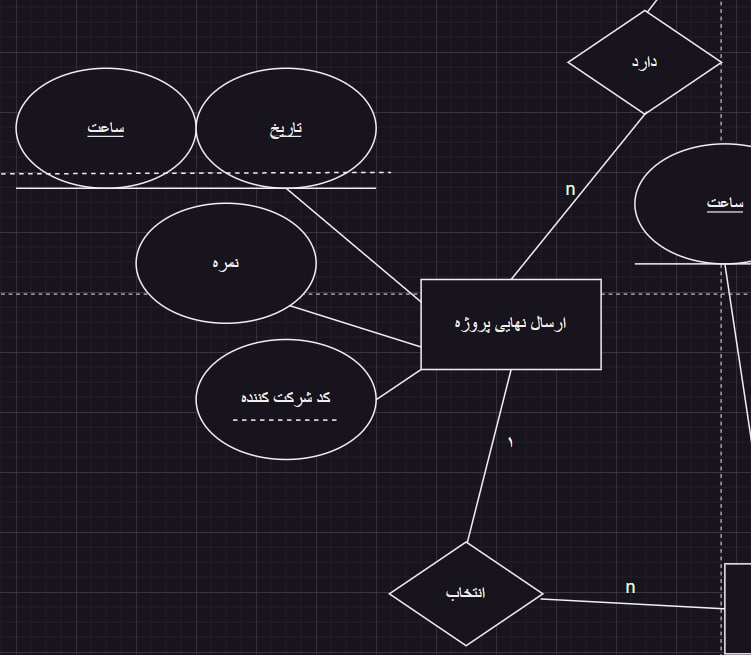 دارد
ساعت
تاریخ
n
ساعت
نمره
ارسال نهایی پروژه
کد شرکت کننده
۱
انتخاب
n